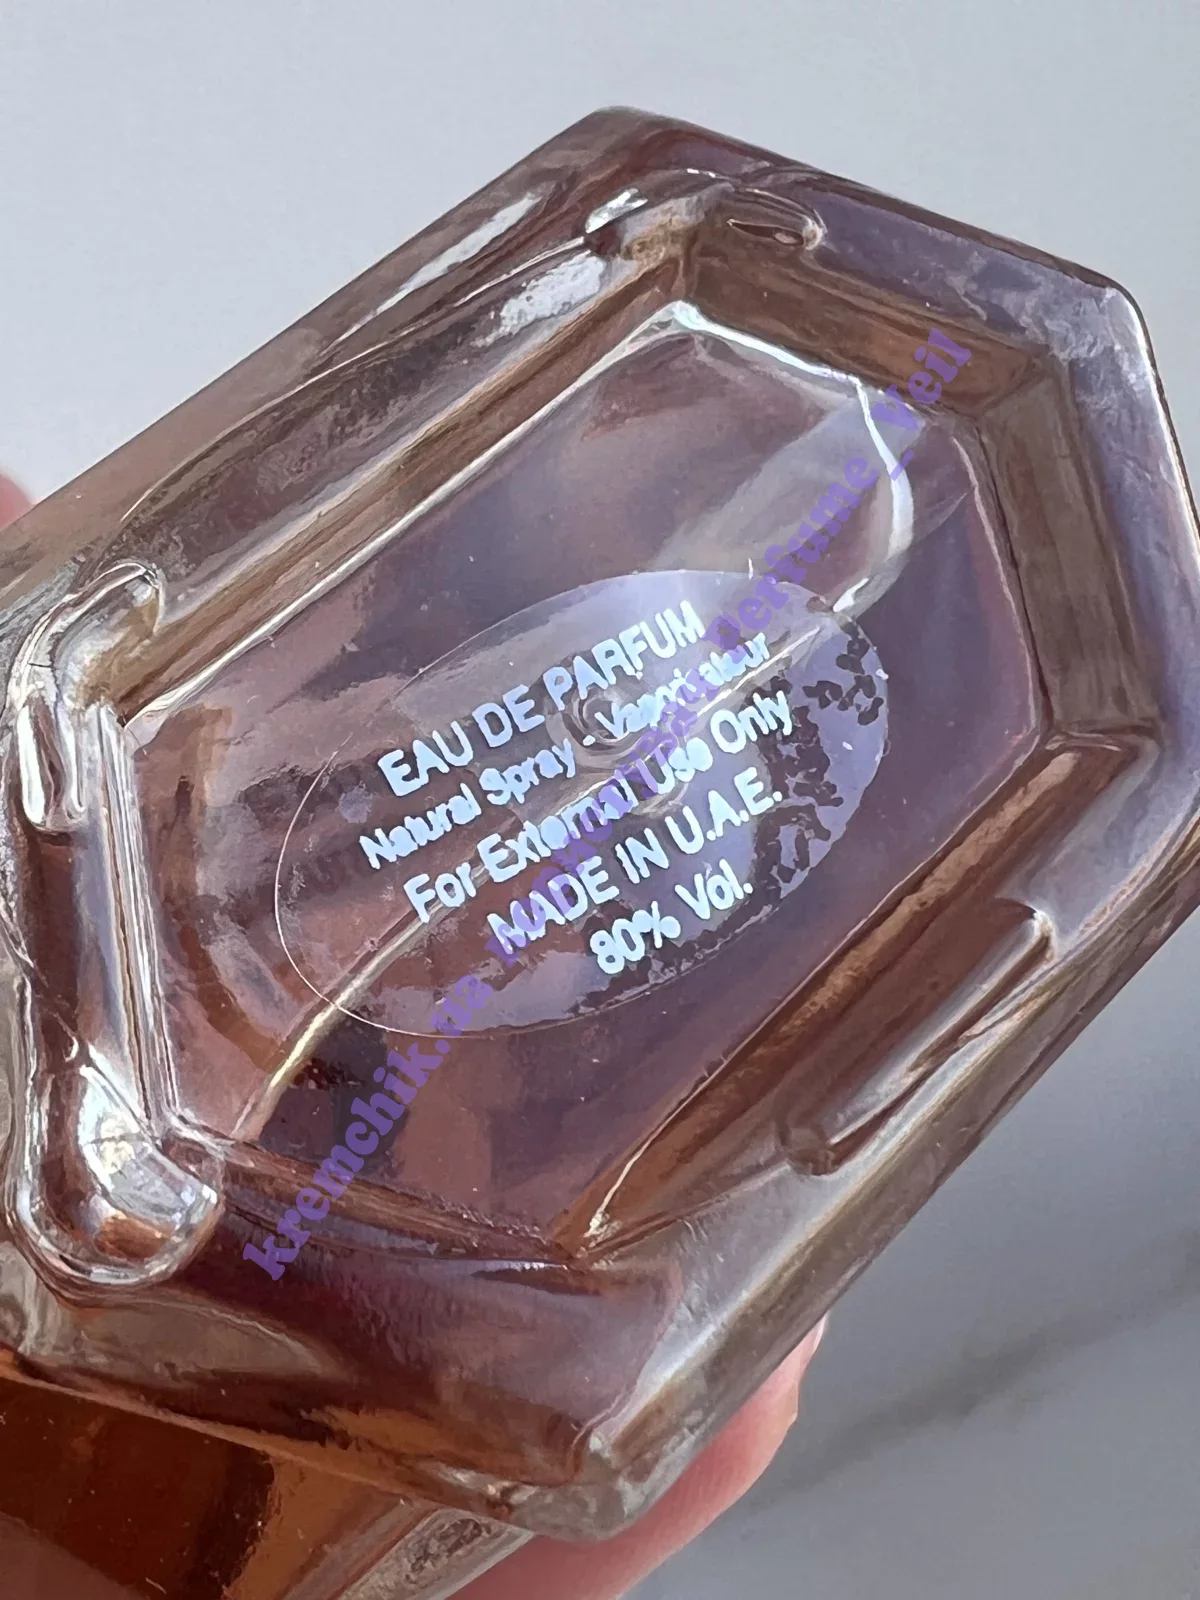 EAU DE PARFUM
Natural Spray - Vaporisateur
For External Use Only
MADE IN U.A.E.
80% Vol.
kremchik.ua
Perfume_Veil